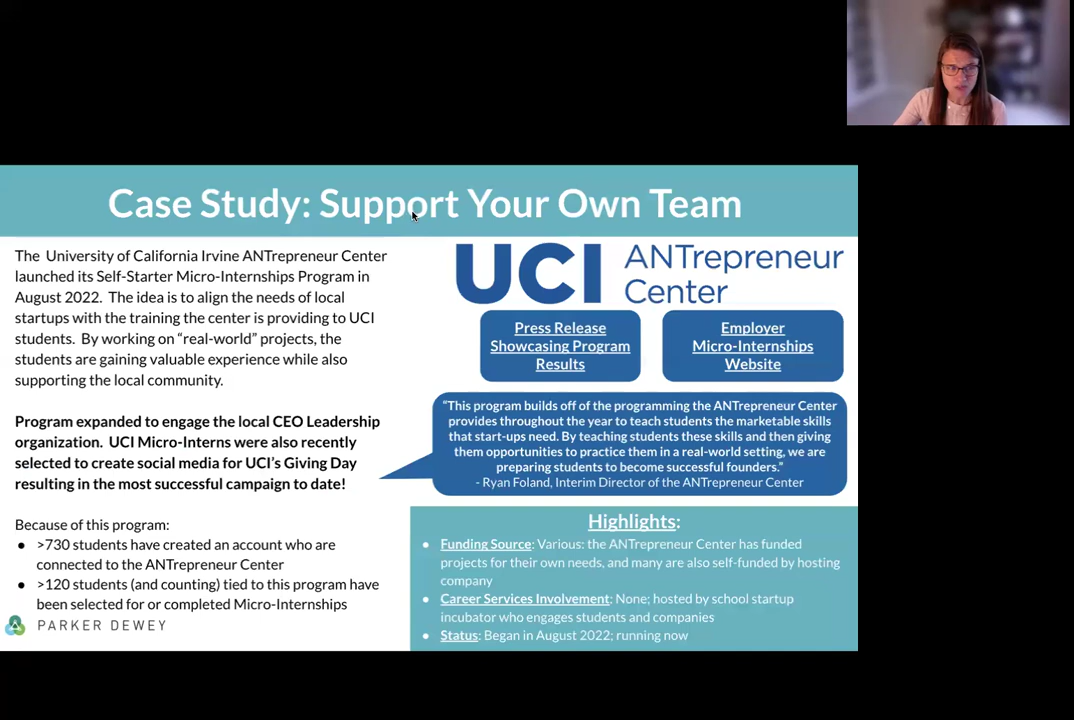 Case Study: Support Your Own Team
The University of California Irvine ANTrepreneur Center
launched its Self-Starter Micro-Internships Program in
August 2022. The idea is to align the needs of local
startups with the training the center is providing to UCI
students. By working on “real-world” projects, the
students are gaining valuable experience while also
supporting the local community.
Program expanded to engage the local CEO Leadership
organization. UCI Micro-Interns were also recently
selected to create social media for UCI's Giving Day
resulting in the most successful campaign to date!
Because of this program:
● >730 students have created an account who are
connected to the ANTrepreneur Center
● >120 students (and counting) tied to this program have
been selected for or completed Micro-Internships
PARKER DEWEY
UCI ANTrepreneur
Center
Press Release
Showcasing Program
Results
Employer
Micro-Internships
Website
“This program builds off of the programming the ANTrepreneur Center
provides throughout the year to teach students the marketable skills
that start-ups need. By teaching students these skills and then giving
them opportunities to practice them in a real-world setting, we are
preparing students to become successful founders.”
- Ryan Foland, Interim Director of the ANTrepreneur Center
Highlights:
● Funding Source: Various: the ANTrepreneur Center has funded
projects for their own needs, and many are also self-funded by hosting
company
● Career Services Involvement: None; hosted by school startup
incubator who engages students and companies
● Status: Began in August 2022; running now